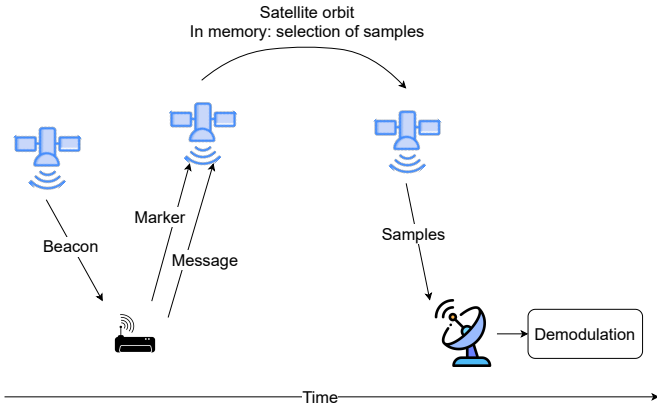 Satellite orbit
In memory: selection of samples
Marker
Beacon
Message
Samples
Demodulation
Time